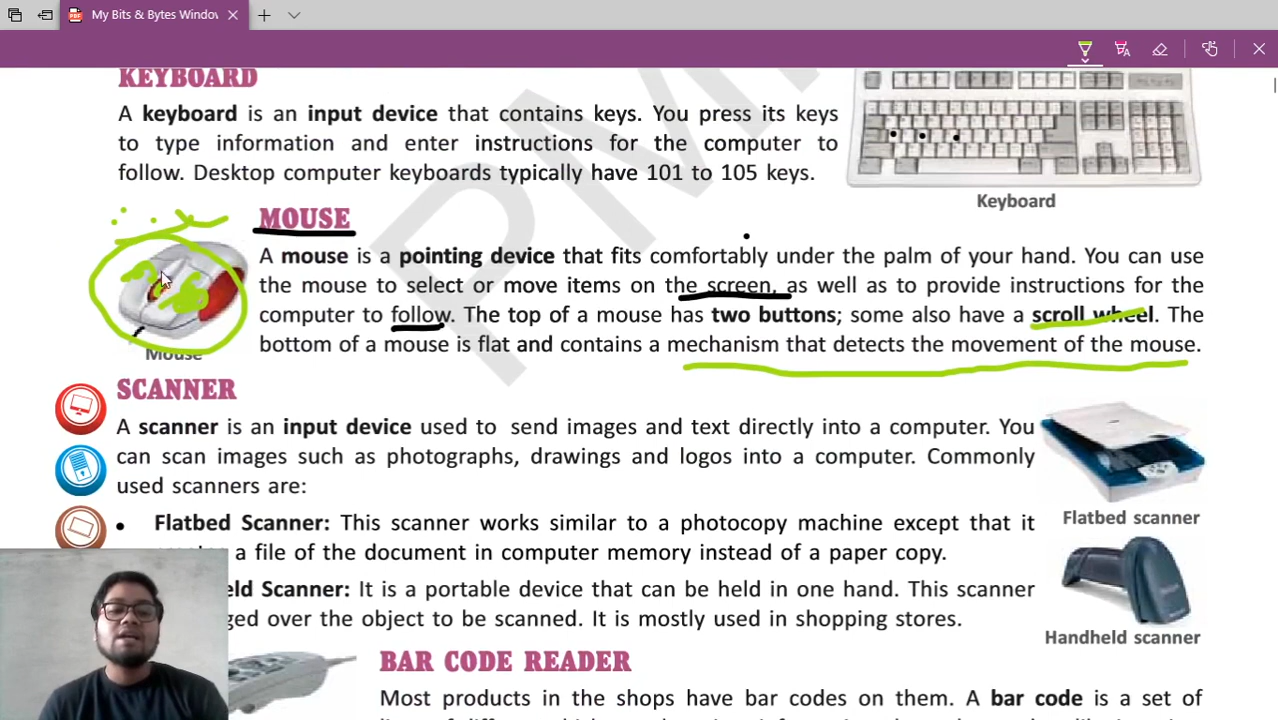 My Bits & Bytes Window
KEYBOARD
A keyboard is an input device that contains keys. You press its keys
to type information and enter instructions for the computer to
follow. Desktop computer keyboards typically have 101 to 105 keys.
Keyboard
MOUSE
A mouse is a pointing device that fits comfortably under the palm of your hand. You can use
the mouse to select or move items on the screen, as well as to provide instructions for the
computer to follow. The top of a mouse has two buttons; some also have a scroll wheel. The
bottom of a mouse is flat and contains a mechanism that detects the movement of the mouse.
Mouse
SCANNER
A scanner is an input device used to send images and text directly into a computer. You
can scan images such as photographs, drawings and logos into a computer. Commonly
used scanners are:
• Flatbed Scanner: This scanner works similar to a photocopy machine except that it
a file of the document in computer memory instead of a paper copy.
Flatbed scanner
Scanner: It is a portable device that can be held in one hand. This scanner
over the object to be scanned. It is mostly used in shopping stores.
Handheld scanner
BAR CODE READER
Most products in the shops have bar codes on them. A bar code is a set of